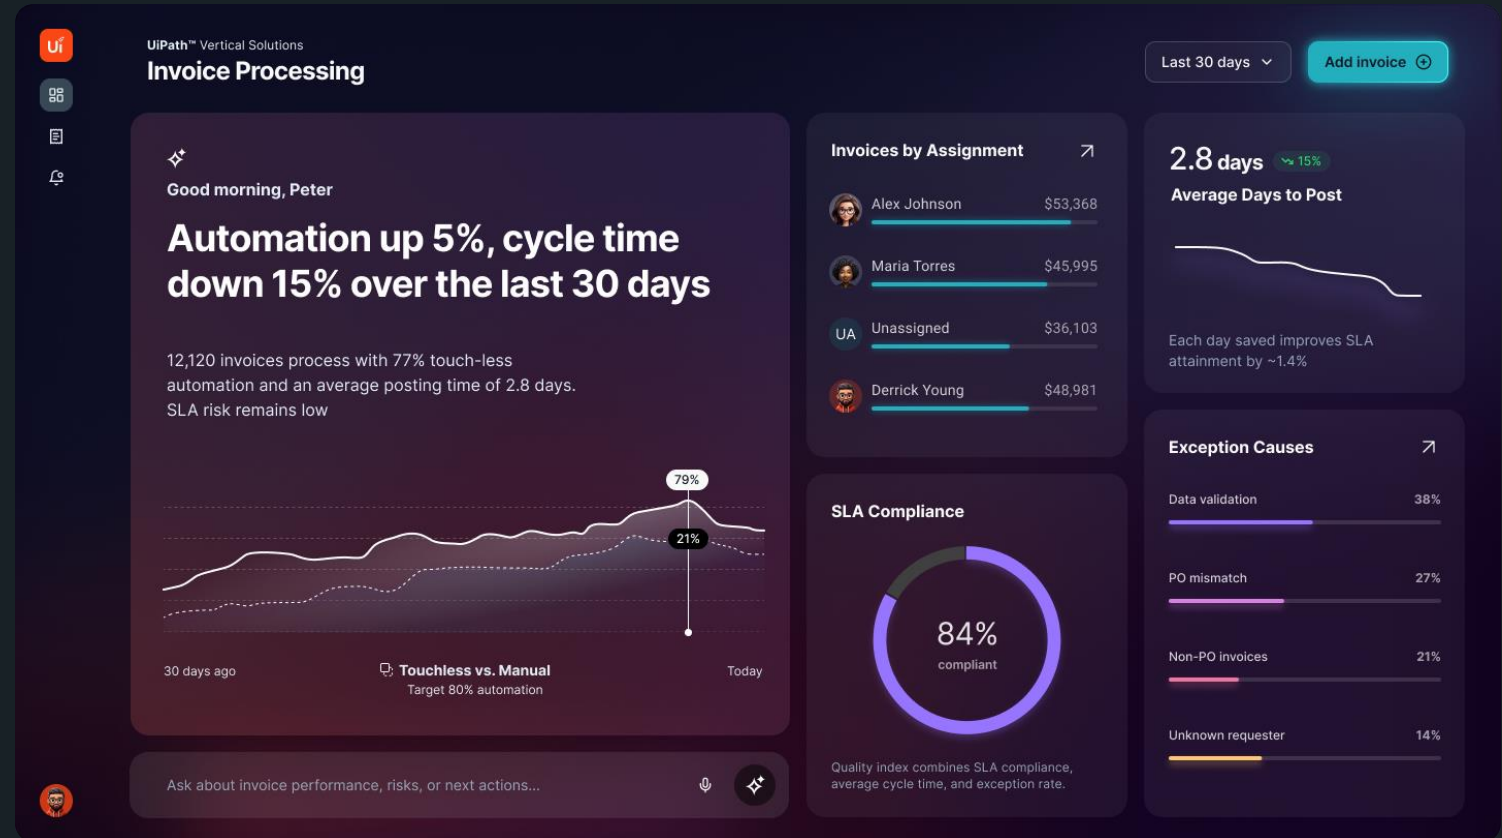 Ui
UiPath™ Vertical Solutions
Invoice Processing
Last 30 days
Add invoice
Good morning, Peter
Automation up 5%, cycle time
down 15% over the last 30 days
12,120 invoices process with 77% touch-less
automation and an average posting time of 2.8 days.
SLA risk remains low
79%
21%
30 days ago
Touchless vs. Manual
Today
Target 80% automation
Ask about invoice performance, risks, or next actions...
Invoices by Assignment
Alex Johnson $53,368
Maria Torres $45,995
UA Unassigned $36,103
Derrick Young $48,981
SLA Compliance
84%
compliant
Quality index combines SLA compliance,
average cycle time, and exception rate.
2.8 days 15%
Average Days to Post
Each day saved improves SLA
attainment by ~1.4%
Exception Causes
Data validation 38%
PO mismatch 27%
Non-PO invoices 21%
Unknown requester 14%